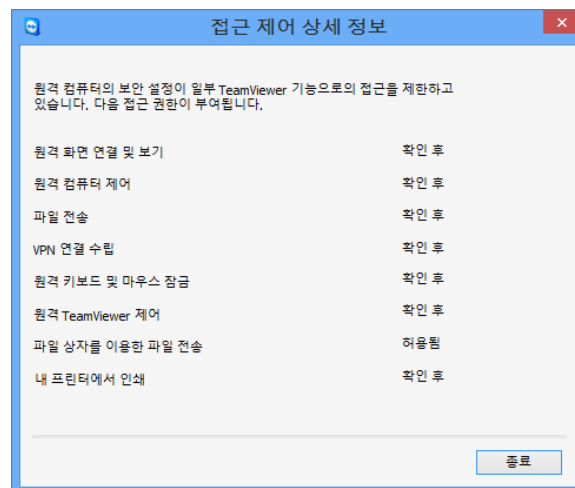 접근 제어 상세 정보
원격 컴퓨터의 보안 설정이 일부 TeamViewer 기능으로의 접근을 제한하고
있습니다. 다음 접근 권한이 부여됩니다.
원격 화면 연결 및 보기 확인 후
원격 컴퓨터 제어 확인 후
파일 전송 확인 후
VPN 연결 수립 확인 후
원격 키보드 및 마우스 잠금 확인 후
원격 TeamViewer 제어 확인 후
파일 상자를 이용한 파일 전송 허용됨
내 프린터에서 인쇄 확인 후
종료